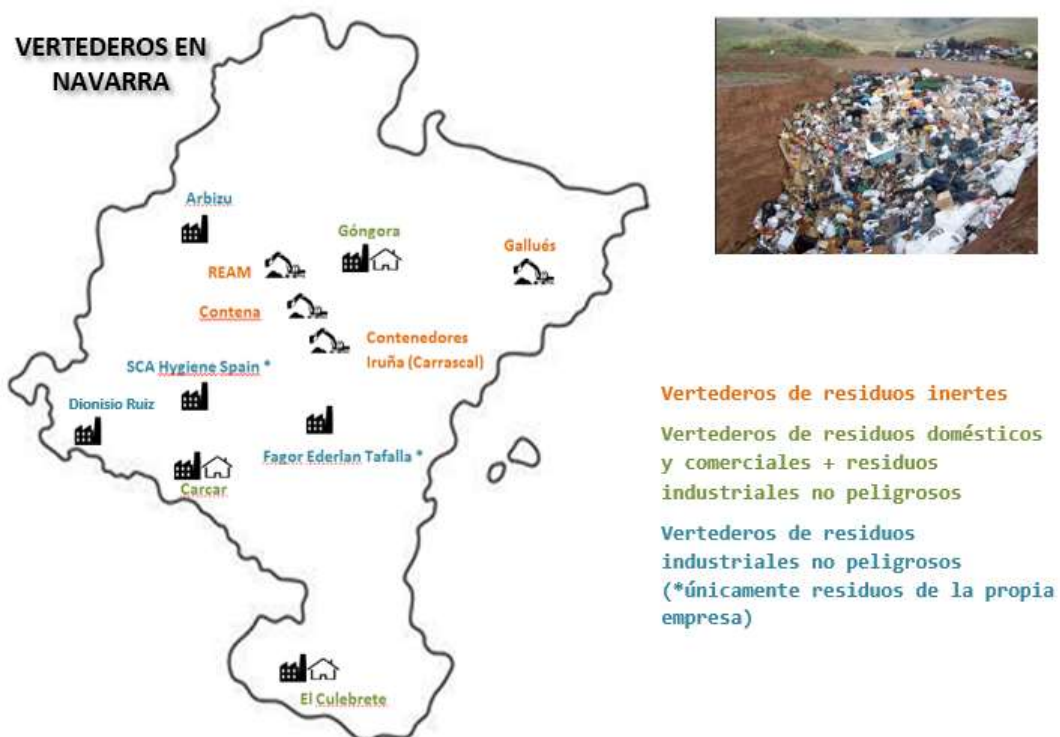 VERTEDEROS EN
NAVARRA
Arbizu
Góngora
Gallués
REAM
Contena
Contenedores
Iruña (Carrascal)
SCA Hygiene Spain *
Dionisio Ruiz
Fagor Ederlan Tafalla *
Carcar
El Culebrete
Vertederos de residuos inertes
Vertederos de residuos domésticos
y comerciales + residuos
industriales no peligrosos
Vertederos de residuos
industriales no peligrosos
(*únicamente residuos de la propia
empresa)